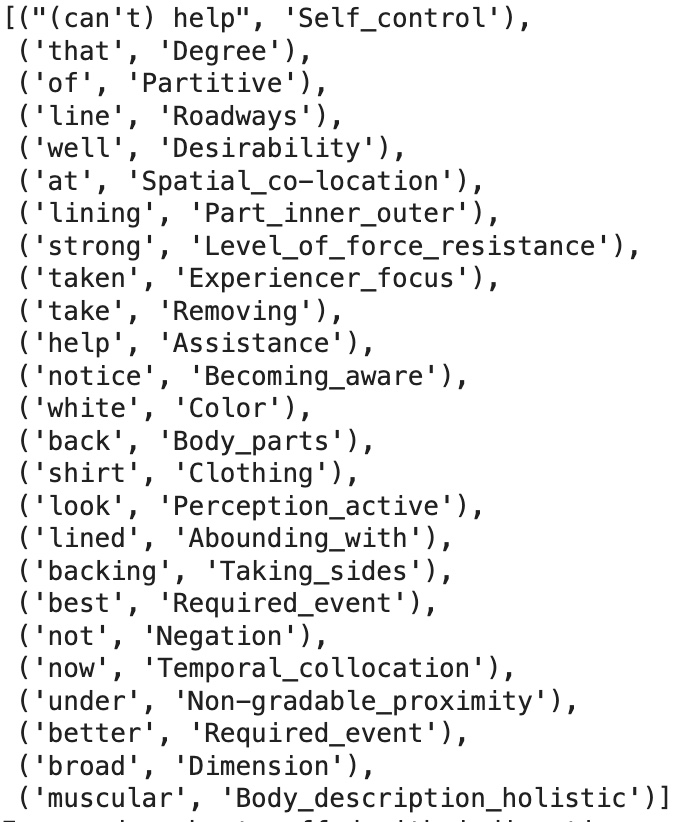 [("(can't) help", 'Self_control'),
('that', 'Degree'),
('of', 'Partitive'),
('line', 'Roadways'),
('well', 'Desirability'),
('at', 'Spatial_co-location'),
('lining', 'Part_inner_outer'),
('strong', 'Level_of_force_resistance'),
('taken', 'Experiencer_focus'),
('take', 'Removing'),
('help', 'Assistance'),
('notice', 'Becoming_aware'),
('white', 'Color'),
('back', 'Body_parts'),
('shirt', 'Clothing'),
('look', 'Perception_active'),
('lined', 'Abounding_with'),
('backing', 'Taking_sides'),
('best', 'Required_event'),
('not', 'Negation'),
('now', 'Temporal_collocation'),
('under', 'Non-gradable_proximity'),
('better', 'Required_event'),
('broad', 'Dimension'),
('muscular', 'Body_description_holistic')]